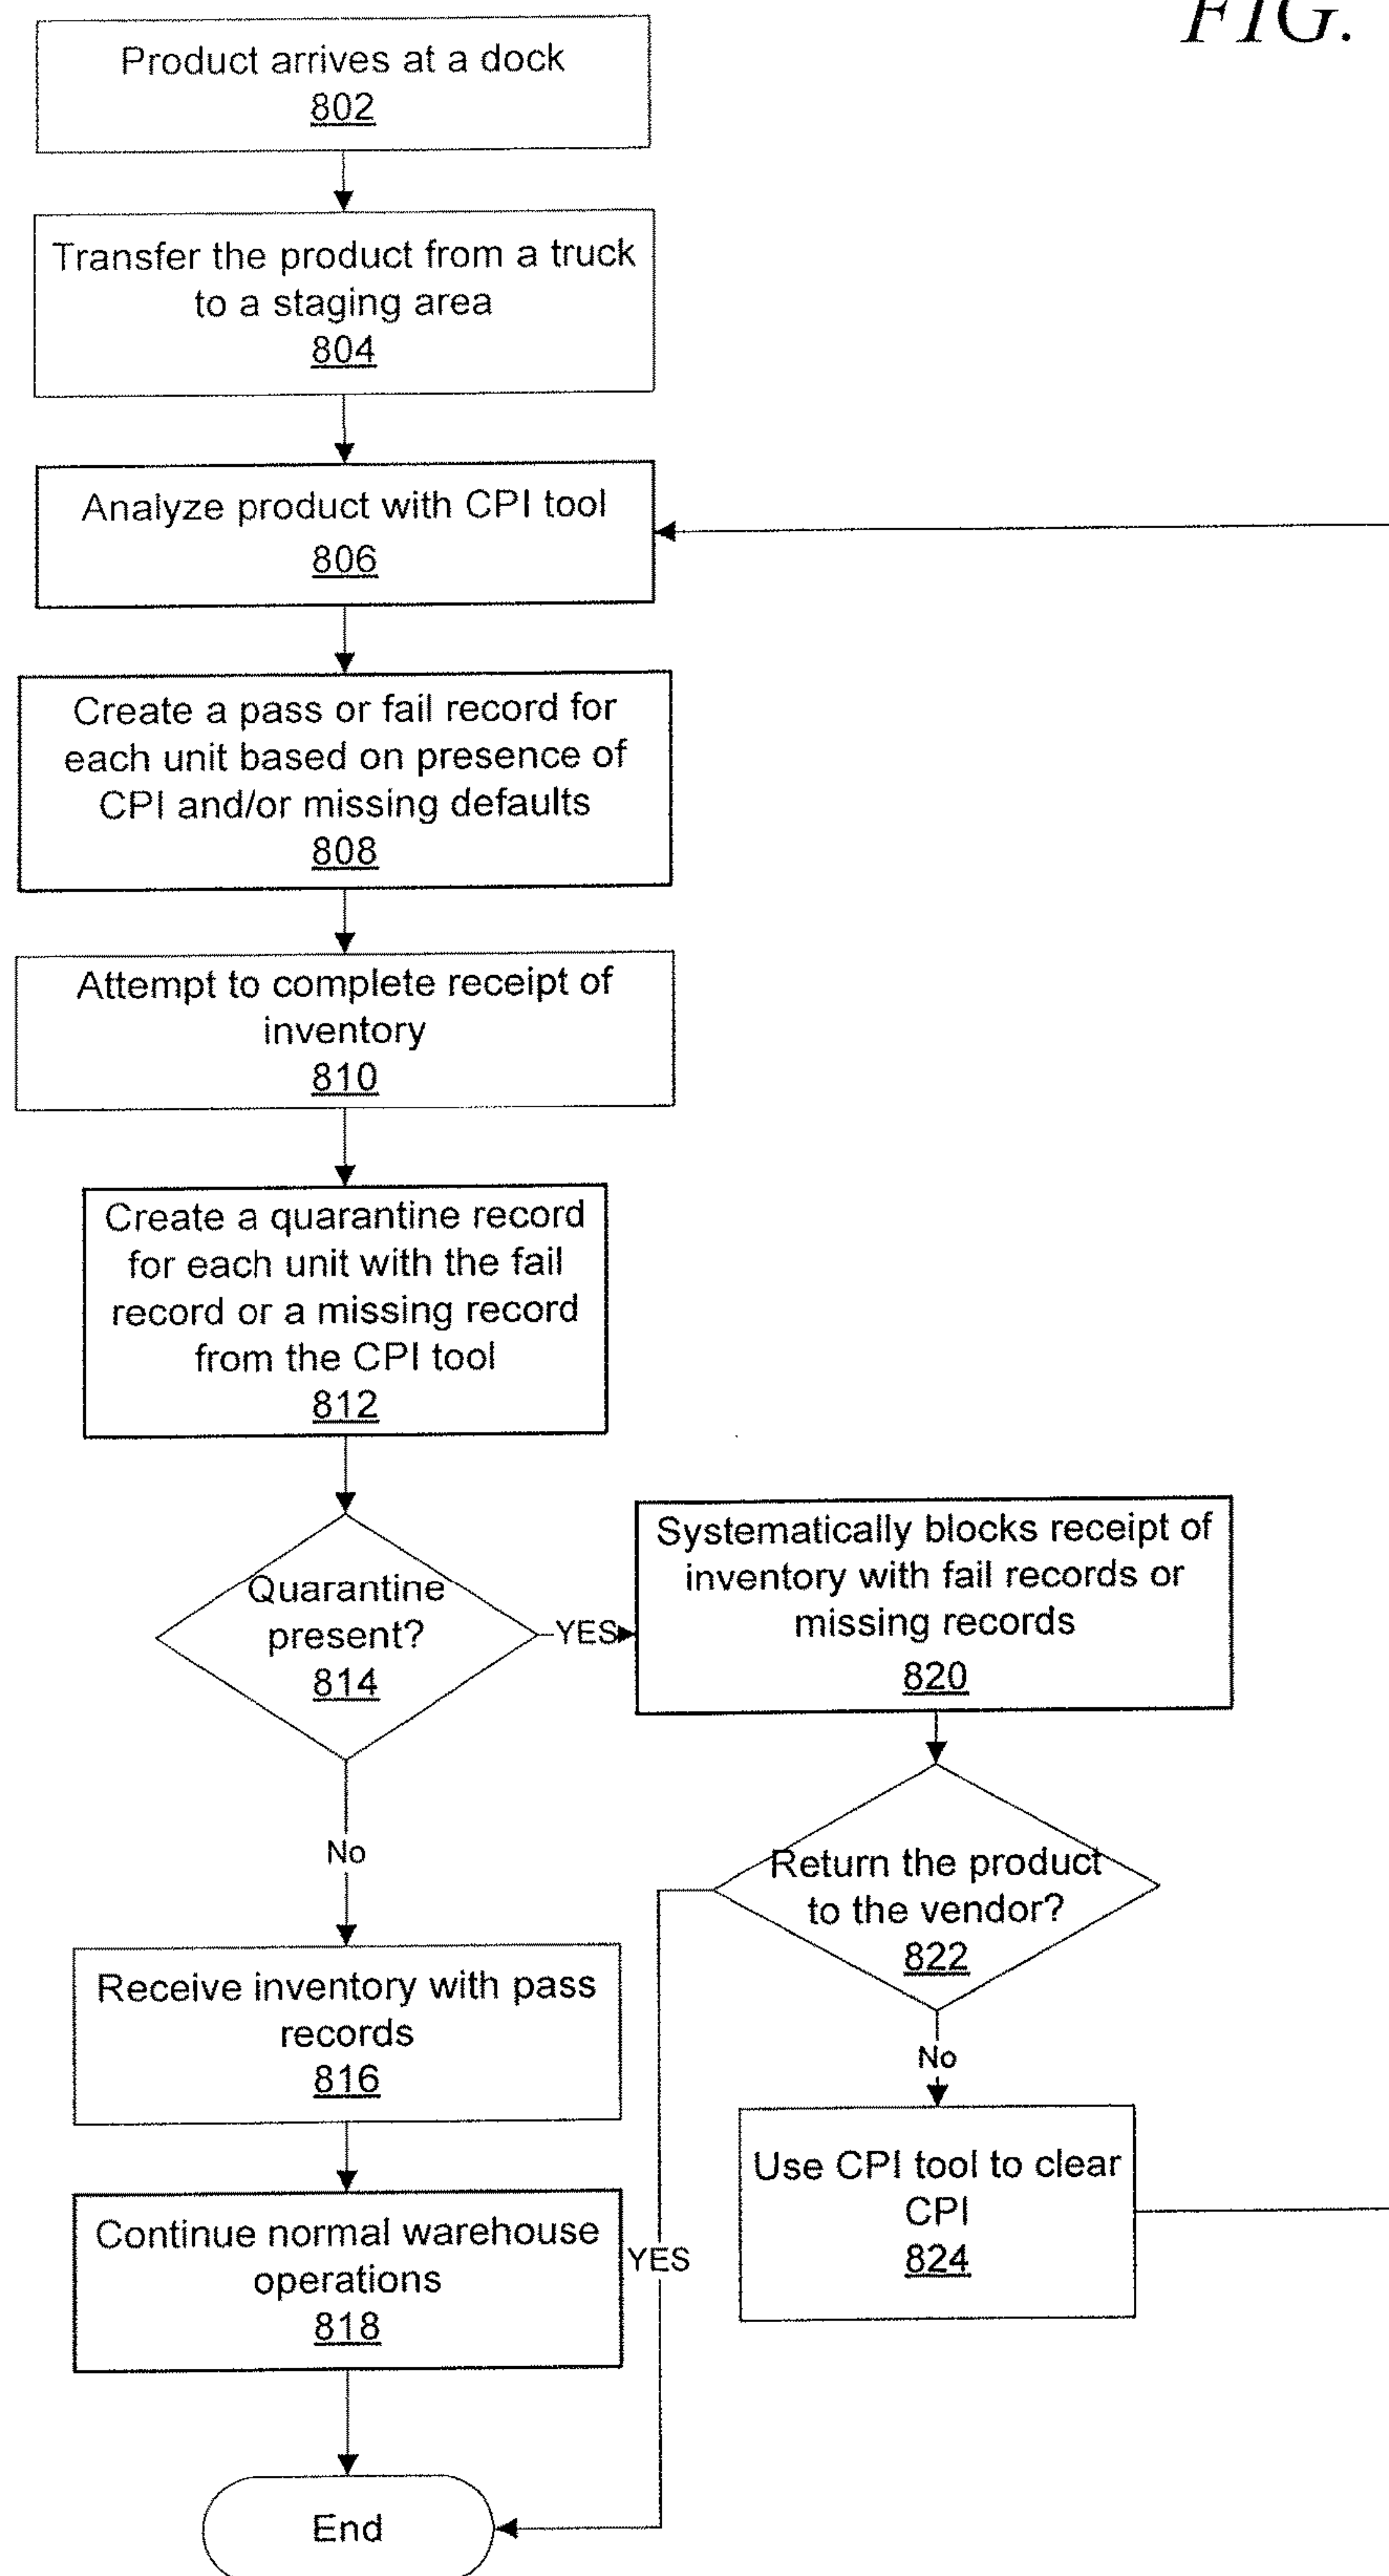 FIG.
Product arrives at a dock
802
Transfer the product from a truck
to a staging area
804
Analyze product with CPI tool
806
Create a pass or fail record for
each unit based on presence of
CPI and/or missing defaults
808
Attempt to complete receipt of
inventory
810
Create a quarantine record
for each unit with the fail
record or a missing record
from the CPI tool
812
Quarantine
present?
814
YES
Systematically blocks receipt of
inventory with fail records or
missing records
820
No
Return the product
to the vendor?
822
Receive inventory with pass
records
816
No
Use CPI tool to clear
CPI
824
Continue normal warehouse
operations
818
YES
End